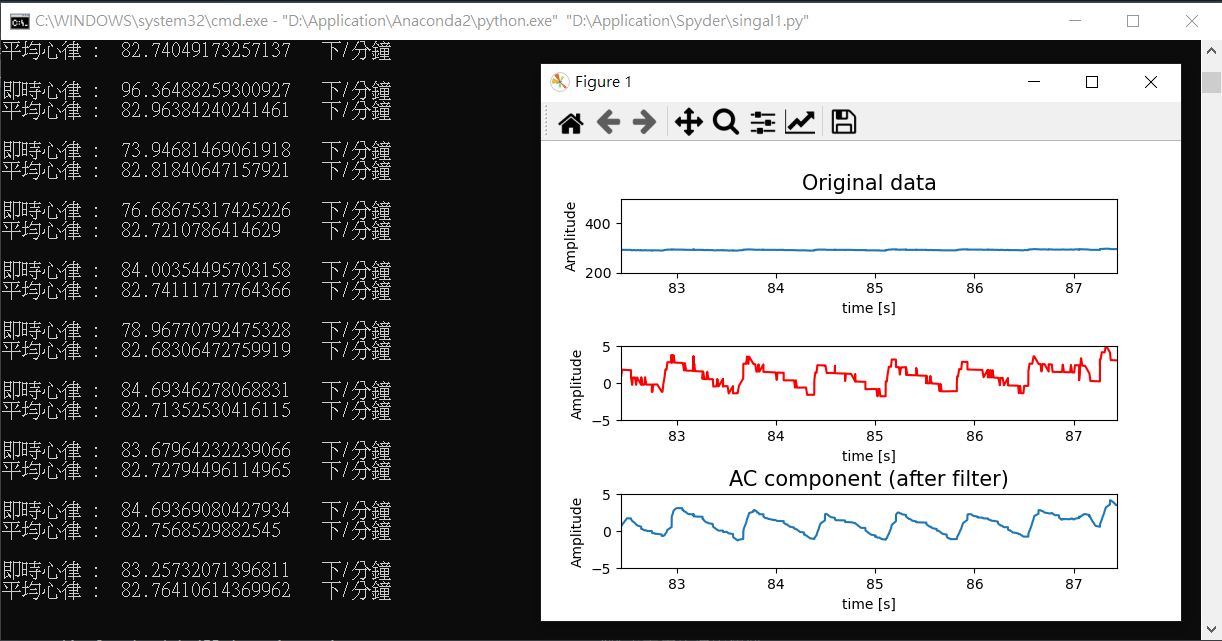 C:\WINDOWS\system32\cmd.exe - "D:\Application\Anaconda2\python.exe" "D:\Application\Spyder\singal1.py"
平均心律 : 82.74049173257137 下/分鐘
即時心律 : 96.36488259300927 下/分鐘
平均心律 : 82.96384240241461 下/分鐘
即時心律 : 73.94681469061918 下/分鐘
平均心律 : 82.81840647157921 下/分鐘
即時心律 : 76.68675317425226 下/分鐘
平均心律 : 82.7210786414629 下/分鐘
即時心律 : 84.00354495703158 下/分鐘
平均心律 : 82.74111717764366 下/分鐘
即時心律 : 78.96770792475328 下/分鐘
平均心律 : 82.68306472759919 下/分鐘
即時心律 : 84.69346278068831 下/分鐘
平均心律 : 82.71352530416115 下/分鐘
即時心律 : 83.67964232239066 下/分鐘
平均心律 : 82.72794496114965 下/分鐘
即時心律 : 84.69369080427934 下/分鐘
平均心律 : 82.7568529882545 下/分鐘
即時心律 : 83.25732071396811 下/分鐘
平均心律 : 82.76410614369962 下/分鐘
Figure 1
Original data
Amplitude
400
200
83 84 85 86 87
time [s]
Amplitude
5
0
−5
83 84 85 86 87
time [s]
AC component (after filter)
Amplitude
5
0
−5
83 84 85 86 87
time [s]